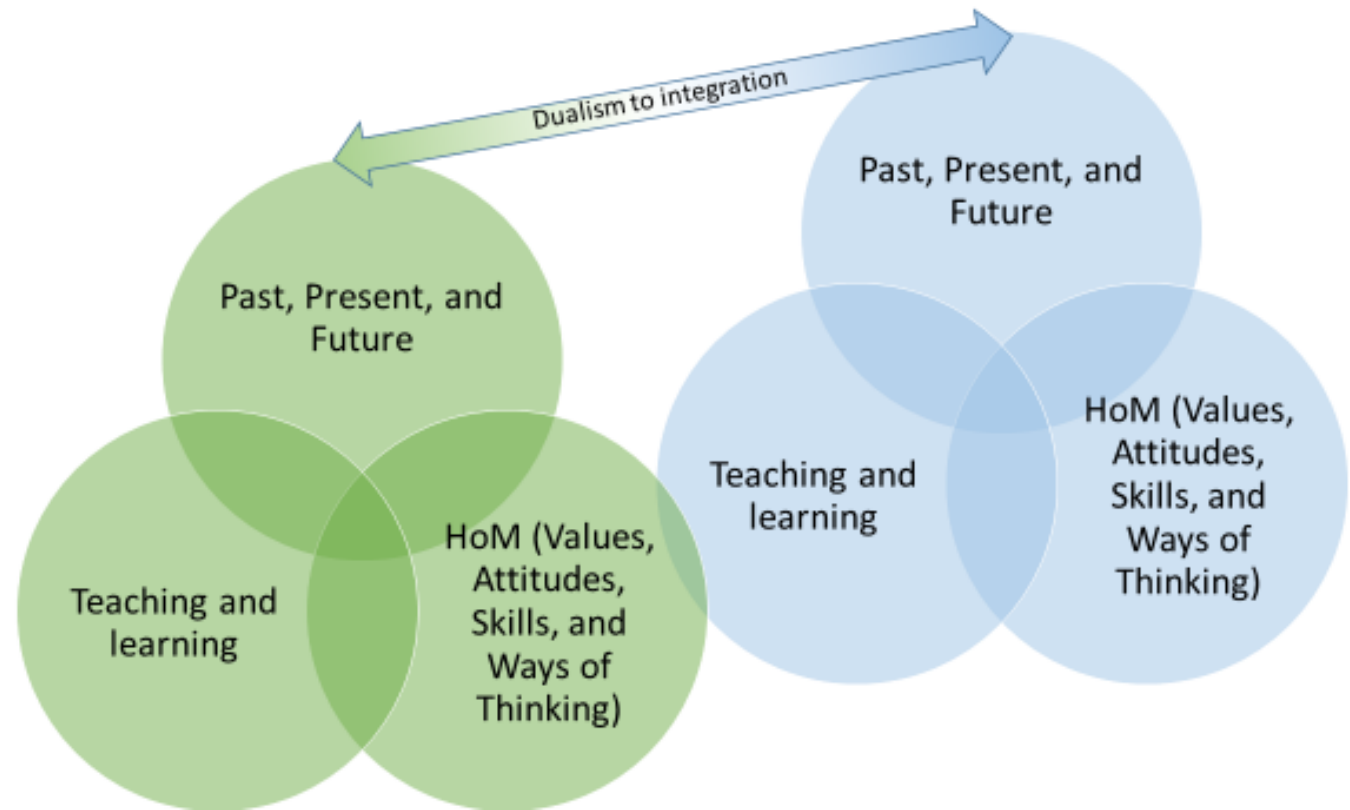 Dualism to integration
Past, Present, and
Future
Teaching and
learning
HoM (Values,
Attitudes,
Skills, and
Ways of
Thinking)
Past, Present, and
Future
Teaching and
learning
HoM (Values,
Attitudes,
Skills, and
Ways of
Thinking)